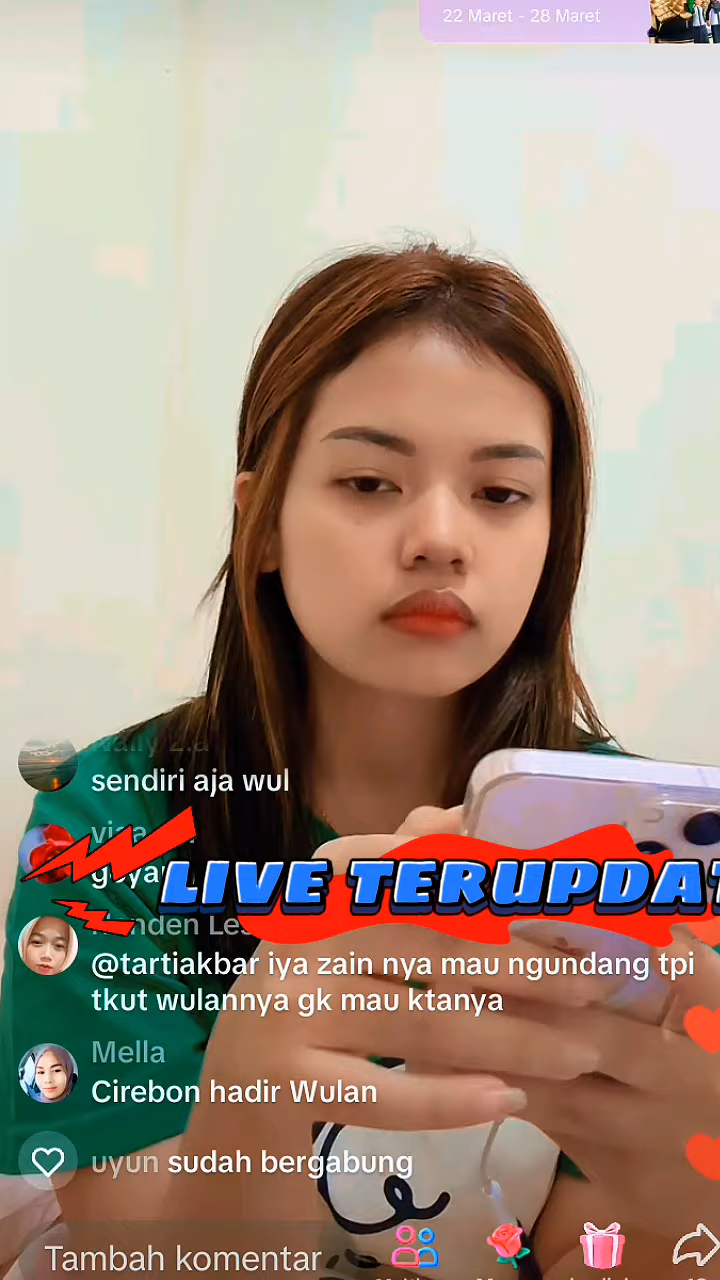 22 Maret - 28 Maret
sendiri aja wul
LIVE TERUPDAT
@tartiakbar iya zain nya mau ngundang tpi
tkut wulannya gk mau ktanya
Mella
Cirebon hadir Wulan
uyun sudah bergabung
Tambah komentar